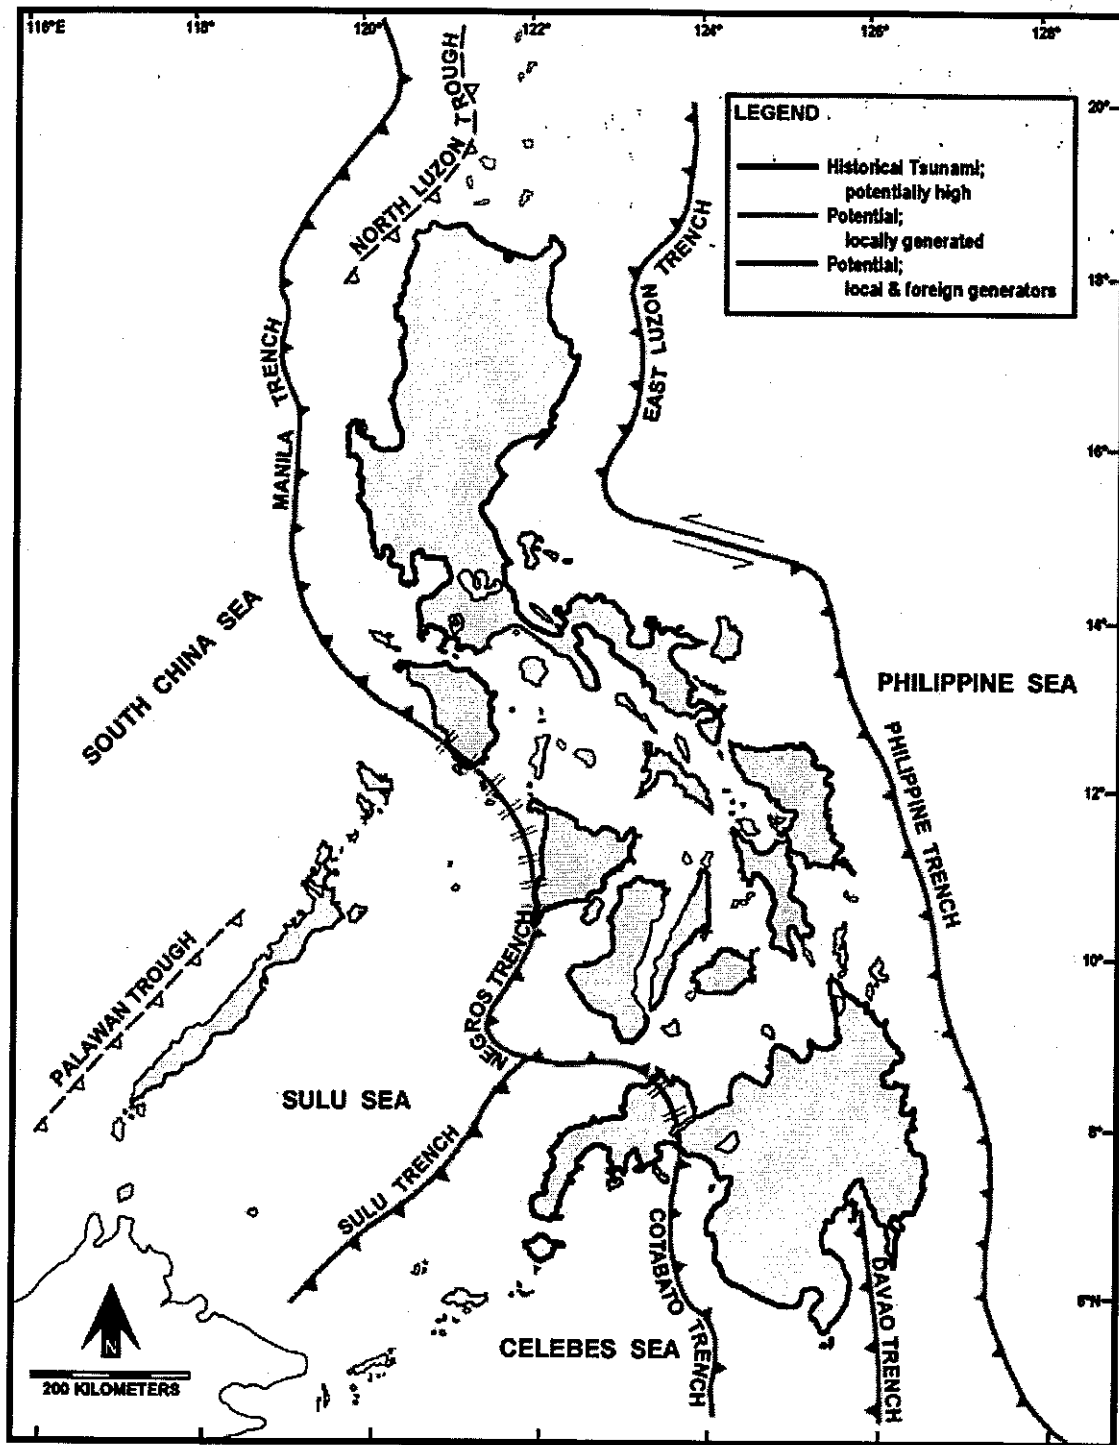 116°E
118°
120°
122°
124°
126°
128°
NORTH LUZON TROUGH
LEGEND
Historical Tsunami;
potentially high
Potential;
locally generated
Potential;
local & foreign generators
20°
18°
16°
14°
12°
10°
8°
6°N
EAST LUZON TRENCH
MANILA TRENCH
SOUTH CHINA SEA
PHILIPPINE SEA
PHILIPPINE TRENCH
NEGROS TRENCH
PALAWAN TROUGH
SULU SEA
SULU TRENCH
COTABATO TRENCH
DAVAO TRENCH
CELEBES SEA
N
200 KILOMETERS